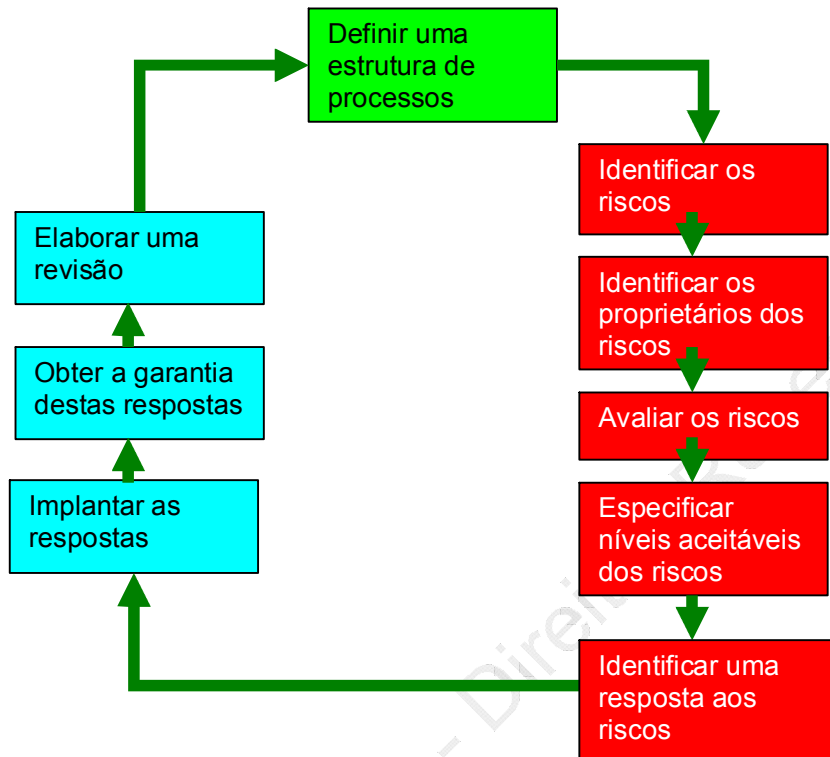 Definir uma
estrutura de
processos
Identificar os
riscos
Identificar os
proprietários dos
riscos
Avaliar os riscos
Especificar
níveis aceitáveis
dos riscos
Identificar uma
resposta aos
riscos
Implantar as
respostas
Obter a garantia
destas respostas
Elaborar uma
revisão